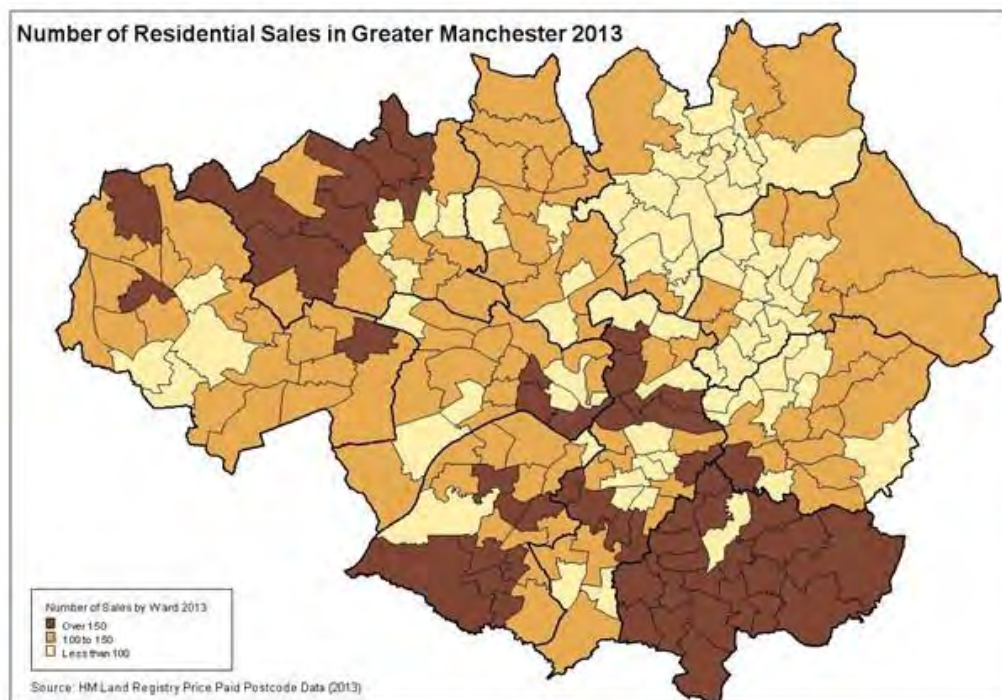 Number of Residential Sales in Greater Manchester 2013
Number of Sales by Ward 2013
Over 150
100 to 150
Less than 100
Source: HM Land Registry Price Paid Postcode Data (2013)